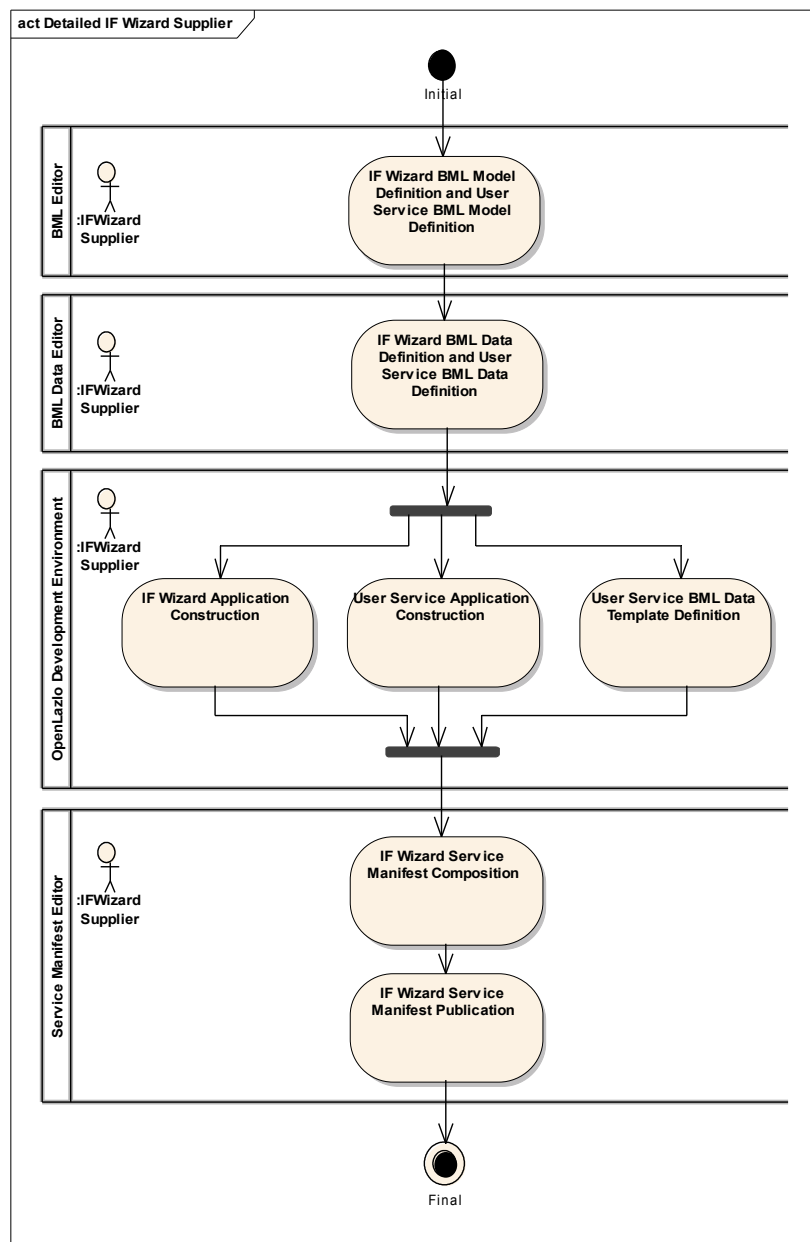 act Detailed IF Wizard Supplier
Initial
BML Editor
:IFWizard
Supplier
IF Wizard BML Model
Definition and User
Service BML Model
Definition
BML Data Editor
:IFWizard
Supplier
IF Wizard BML Data
Definition and User
Service BML Data
Definition
OpenLazlo Development Environment
:IFWizard
Supplier
IF Wizard Application
Construction
User Service Application
Construction
User Service BML Data
Template Definition
Service Manifest Editor
:IFWizard
Supplier
IF Wizard Service
Manifest Composition
IF Wizard Service
Manifest Publication
Final